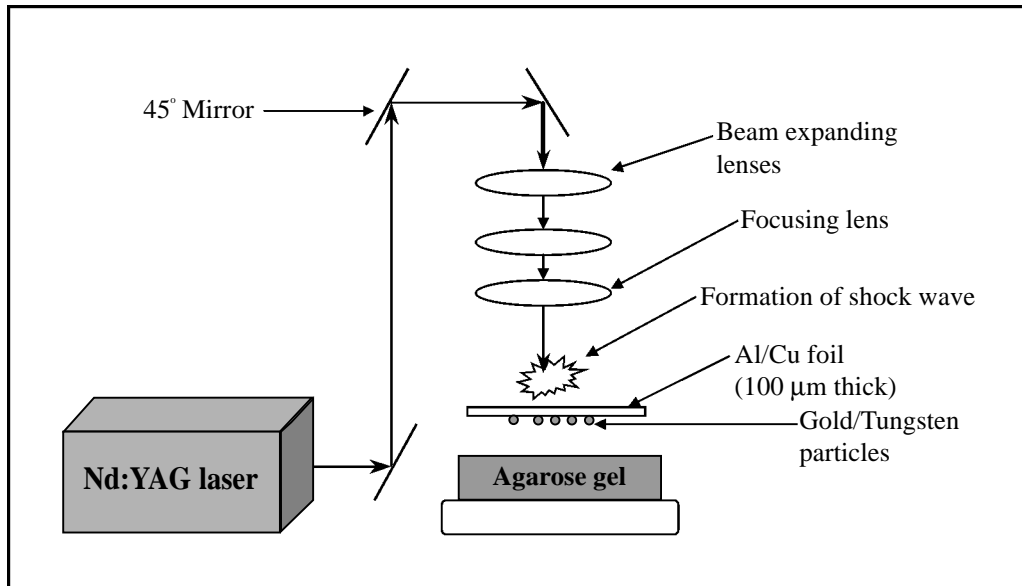 45° Mirror
Beam expanding
lenses
Focusing lens
Formation of shock wave
Al/Cu foil
(100 μm thick)
Gold/Tungsten
particles
Nd:YAG laser
Agarose gel